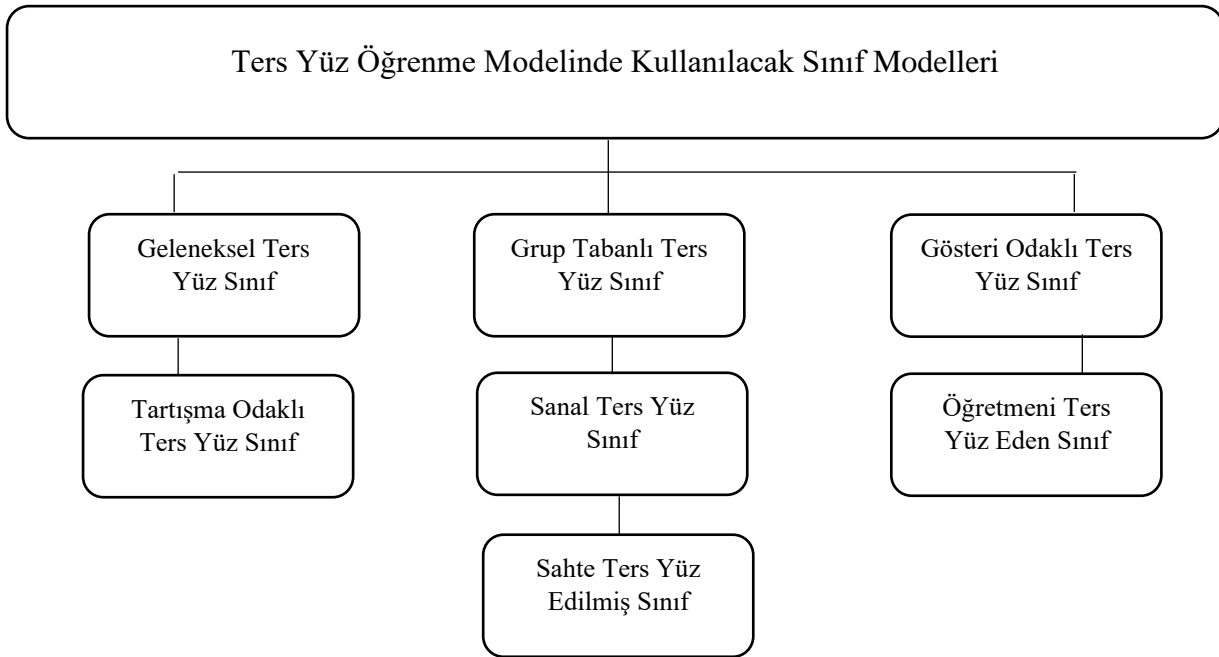 Ters Yüz Öğrenme Modelinde Kullanılacak Sınıf Modelleri
Geleneksel Ters
Yüz Sınıf
Grup Tabanlı Ters
Yüz Sınıf
Gösteri Odaklı Ters
Yüz Sınıf
Tartışma Odaklı
Ters Yüz Sınıf
Sanal Ters Yüz
Sınıf
Öğretmeni Ters
Yüz Eden Sınıf
Sahte Ters Yüz
Edilmiş Sınıf